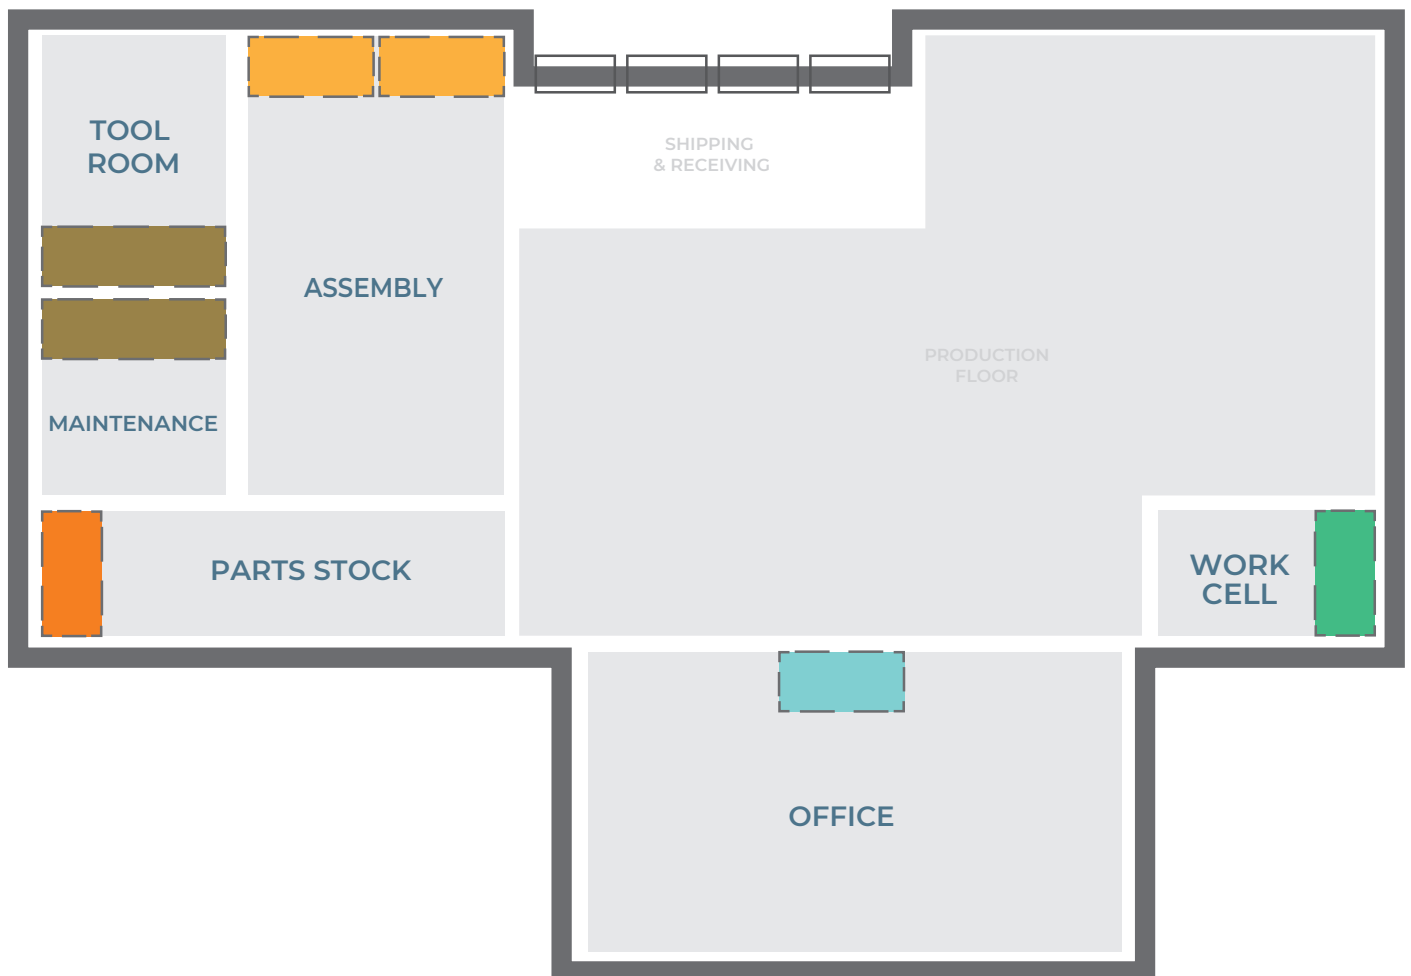 TOOL
ROOM
SHIPPING
& RECEIVING
ASSEMBLY
PRODUCTION
FLOOR
MAINTENANCE
PARTS STOCK
WORK
CELL
OFFICE